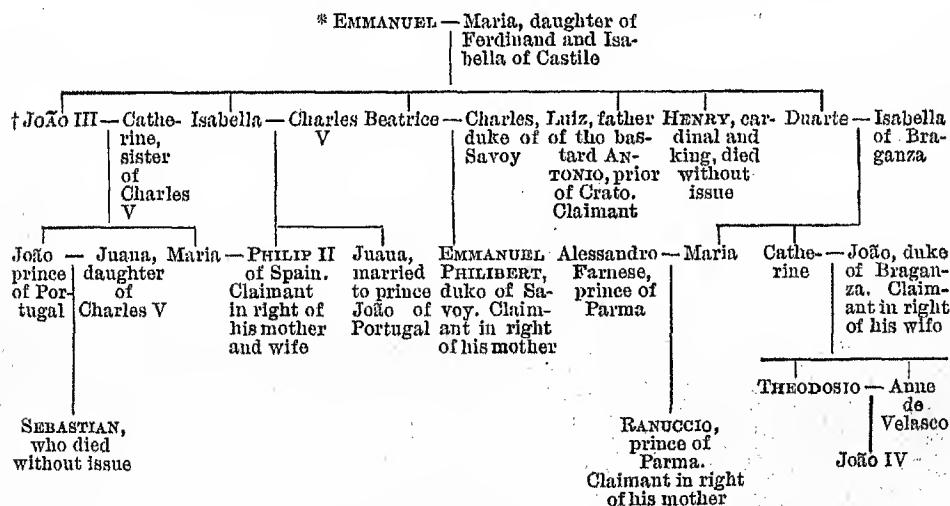 * EMMANUEL — Maria, daughter of
Ferdinand and Isa-
bella of Castile
† JOÃO III — Cathe-
rine,
sister
of
Charles
V
Isabella — Charles
V
Beatrice — Charles,
duke of
Savoy
Luiz, father
of the bas-
tard AN-
TONIO, prior
of Crato.
Claimant
HENRY, car-
dinal and
king, died
without
issue
Duarte — Isabella
of Bra-
ganza
João — Juana,
prince daughter
of Por- of
tugal Charles V
Maria — PHILIP II
of Spain.
Claimant
in right of
his mother
and wife
Juana,
married
to prince
João of
Portugal
EMMANUEL
PHILIBERT,
duke of Sa-
voy. Claim-
ant in right
of his mother
Alessandro — Maria
Farnese,
prince of
Parma
Cathe- — João, duke
rine of Bragan-
za. Claim-
ant in right
of his wife
SEBASTIAN,
who died
without issue
RANUCCIO,
prince of
Parma.
Claimant in right
of his mother
THEODOSIO — Anne
de
Velasco
João IV